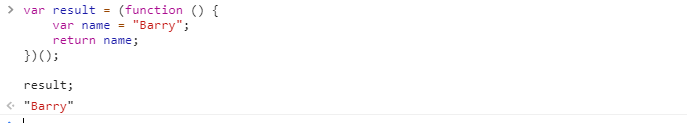 var result = (function () {
    var name = "Barry";
    return name;
})();

result;
"Barry"